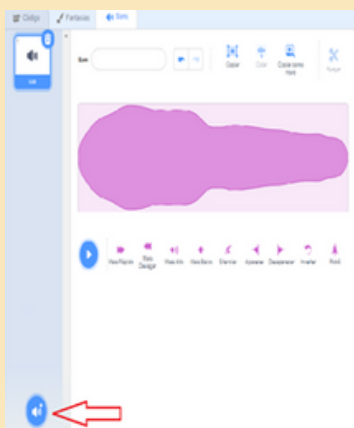 Código Fantasias Sons
Som
Copiar Colar Copiar como novo
Mais Rápido Mais Devagar Mais Alto Mais Baixo Silenciar Aparecer Desaparecer Inverter Robô